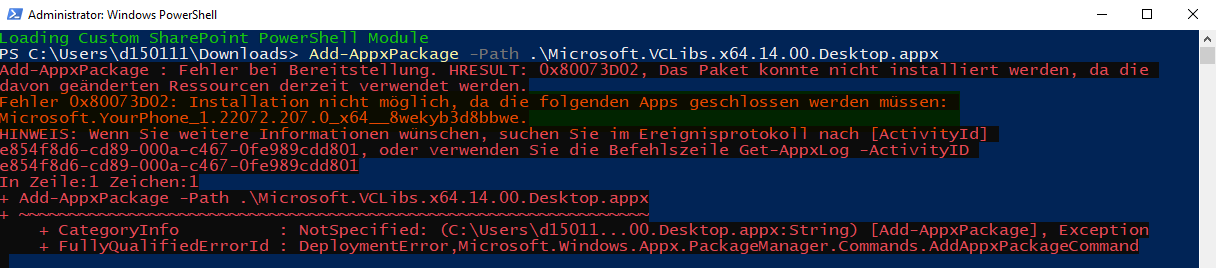 Administrator: Windows PowerShell
Loading Custom SharePoint PowerShell Module
PS C:\Users\d150111\Downloads> Add-AppxPackage -Path .\Microsoft.VCLibs.x64.14.00.Desktop.appx
Add-AppxPackage : Fehler bei Bereitstellung. HRESULT: 0x80073D02, Das Paket konnte nicht installiert werden, da die
davon geänderten Ressourcen derzeit verwendet werden.
Fehler 0x80073D02: Installation nicht möglich, da die folgenden Apps geschlossen werden müssen:
Microsoft.YourPhone_1.22072.207.0_x64__8wekyb3d8bbwe.
HINWEIS: Wenn Sie weitere Informationen wünschen, suchen Sie im Ereignisprotokoll nach [ActivityId]
e854f8d6-cd89-000a-c467-0fe989cdd801, oder verwenden Sie die Befehlszeile Get-AppxLog -ActivityID
e854f8d6-cd89-000a-c467-0fe989cdd801
In Zeile:1 Zeichen:1
+ Add-AppxPackage -Path .\Microsoft.VCLibs.x64.14.00.Desktop.appx
+ ~~~~~~~~~~~~~~~~~~~~~~~~~~~~~~~~~~~~~~~~~~~~~~~~~~~~~~~~~~~~~~~
    + CategoryInfo          : NotSpecified: (C:\Users\d15011...00.Desktop.appx:String) [Add-AppxPackage], Exception
    + FullyQualifiedErrorId : DeploymentError,Microsoft.Windows.Appx.PackageManager.Commands.AddAppxPackageCommand